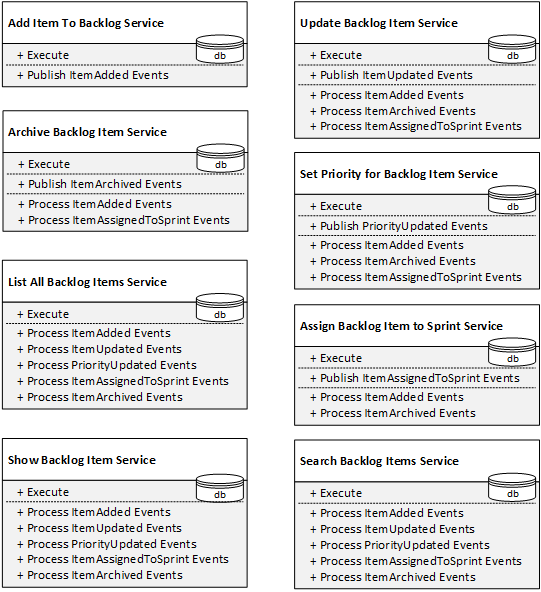 Add Item To Backlog Service
db
+ Execute
+ Publish ItemAdded Events
Archive Backlog Item Service
db
+ Execute
+ Publish ItemArchived Events
+ Process ItemAdded Events
+ Process ItemAssignedToSprint Events
List All Backlog Items Service
db
+ Execute
+ Process ItemAdded Events
+ Process ItemUpdated Events
+ Process PriorityUpdated Events
+ Process ItemAssignedToSprint Events
+ Process ItemArchived Events
Show Backlog Item Service
db
+ Execute
+ Process ItemAdded Events
+ Process ItemUpdated Events
+ Process PriorityUpdated Events
+ Process ItemAssignedToSprint Events
+ Process ItemArchived Events
Update Backlog Item Service
db
+ Execute
+ Publish ItemUpdated Events
+ Process ItemAdded Events
+ Process ItemArchived Events
+ Process ItemAssignedToSprint Events
Set Priority for Backlog Item Service
db
+ Execute
+ Publish PriorityUpdated Events
+ Process ItemAdded Events
+ Process ItemArchived Events
+ Process ItemAssignedToSprint Events
Assign Backlog Item to Sprint Service
db
+ Execute
+ Publish ItemAssignedToSprint Events
+ Process ItemAdded Events
+ Process ItemArchived Events
Search Backlog Items Service
db
+ Execute
+ Process ItemAdded Events
+ Process ItemUpdated Events
+ Process PriorityUpdated Events
+ Process ItemAssignedToSprint Events
+ Process ItemArchived Events